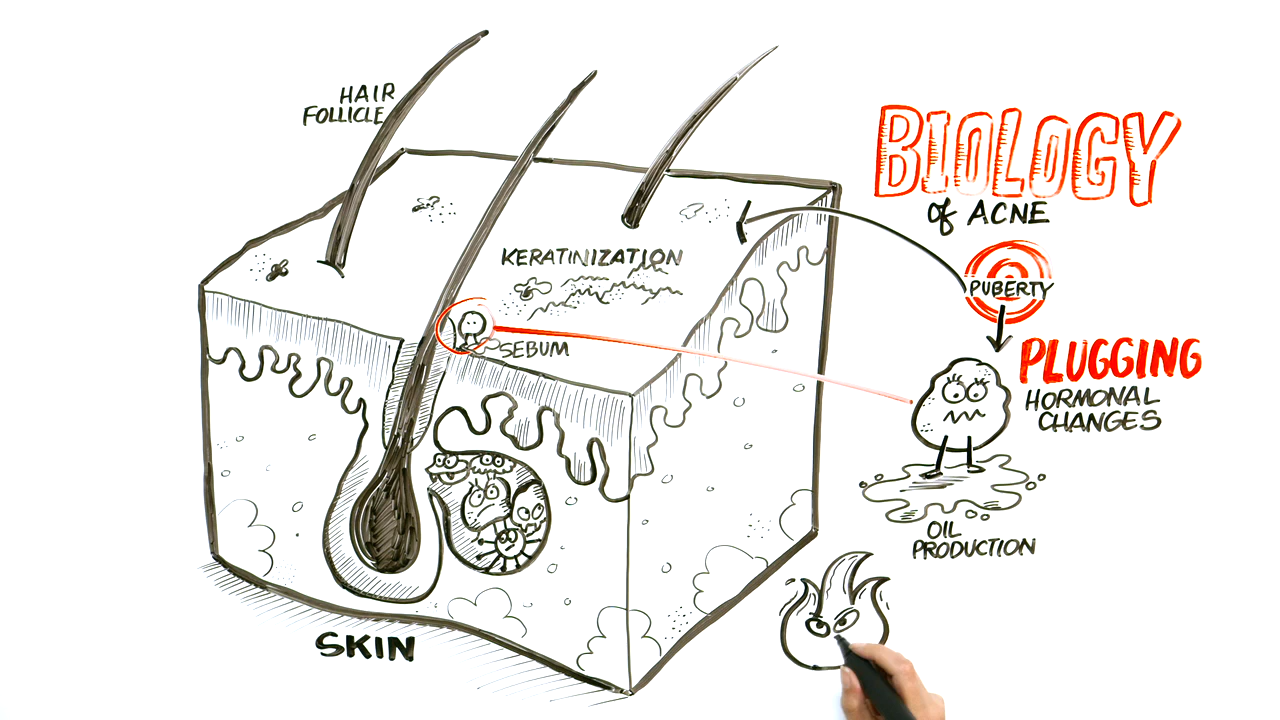 HAIR
FOLLICLE
BIOLOGY
of ACNE
KERATINIZATION
PUBERTY
SEBUM
PLUGGING
HORMONAL
CHANGES
OIL
PRODUCTION
SKIN